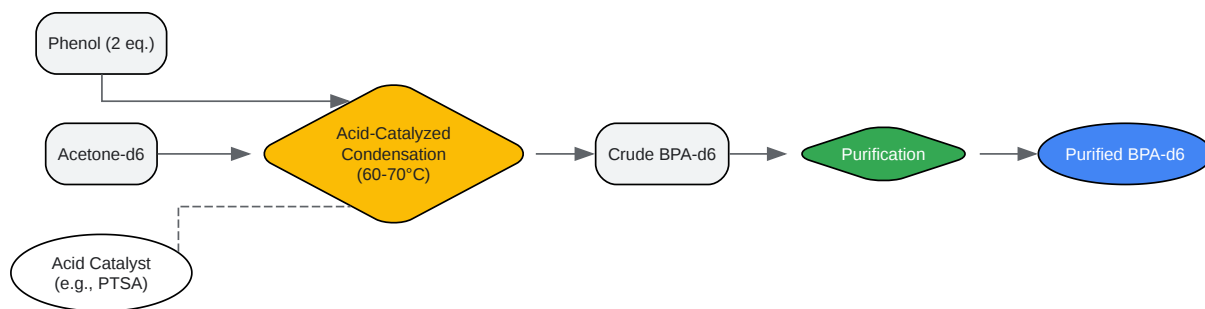 Phenol (2 eq.)
Acetone-d6
Acid Catalyst
(e.g., PTSA)
Acid-Catalyzed
Condensation
(60-70°C)
Crude BPA-d6
Purification
Purified BPA-d6